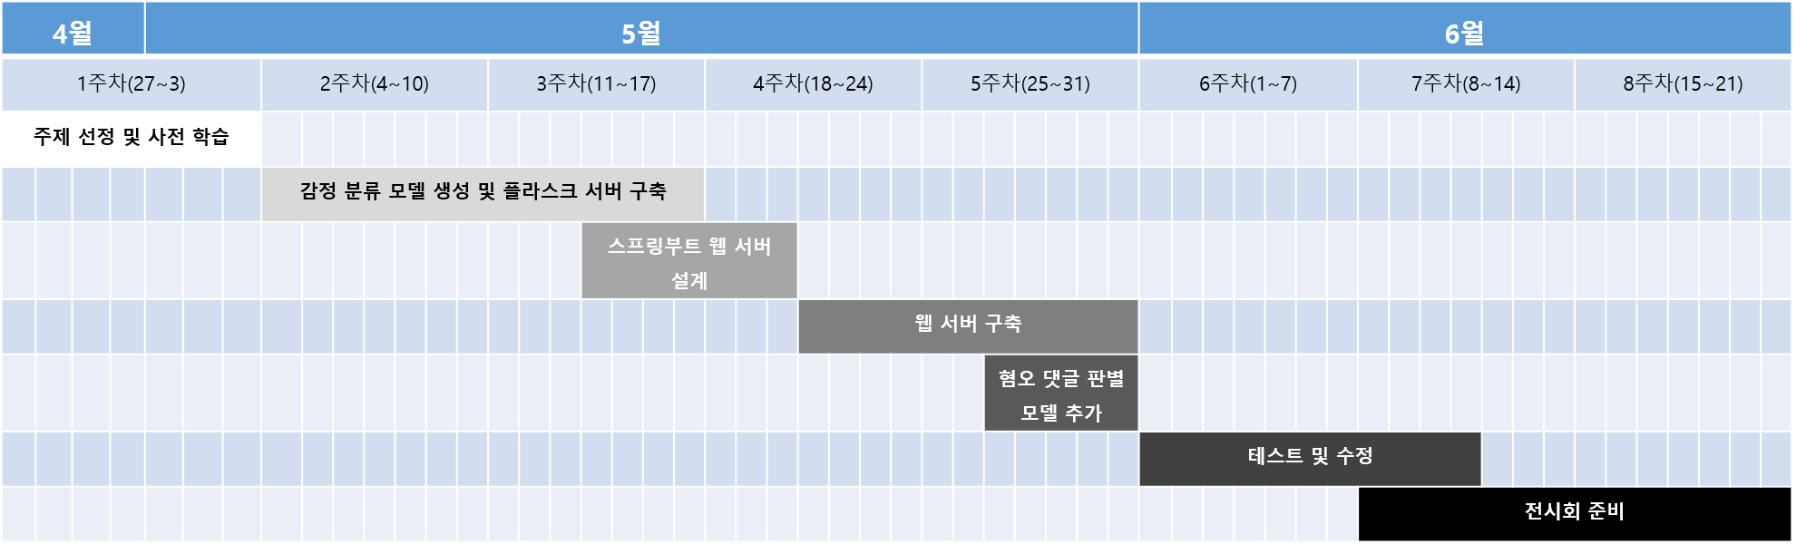 4월 5월 6월
1주차(27~3) 2주차(4~10) 3주차(11~17) 4주차(18~24) 5주차(25~31) 6주차(1~7) 7주차(8~14) 8주차(15~21)
주제 선정 및 사전 학습
감정 분류 모델 생성 및 플라스크 서버 구축
스프링부트 웹 서버
설계
웹 서버 구축
혐오 댓글 판별
모델 추가
테스트 및 수정
전시회 준비